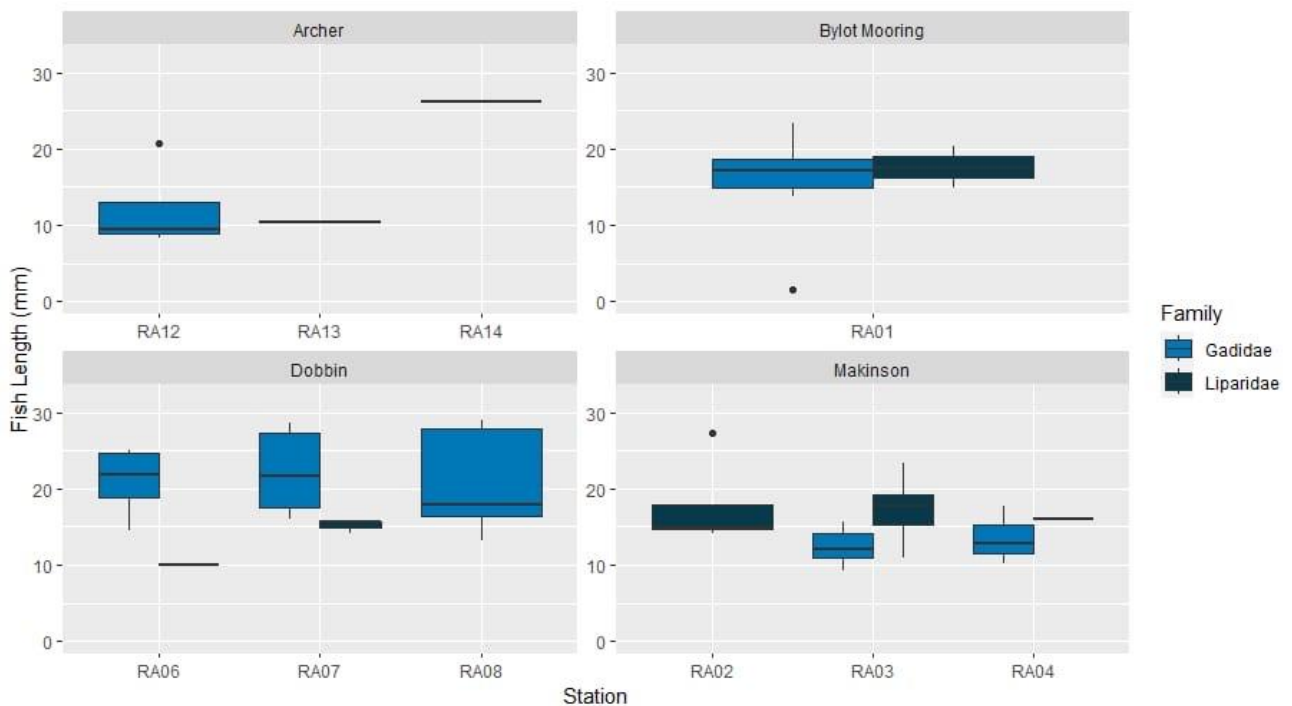 Archer
Bylot Mooring
30
20
10
0
30
20
10
0
RA12 RA13 RA14
RA01
Fish Length (mm)
Dobbin
Makinson
30
20
10
0
30
20
10
0
RA06 RA07 RA08
RA02 RA03 RA04
Station
Family
Gadidae
Liparidae